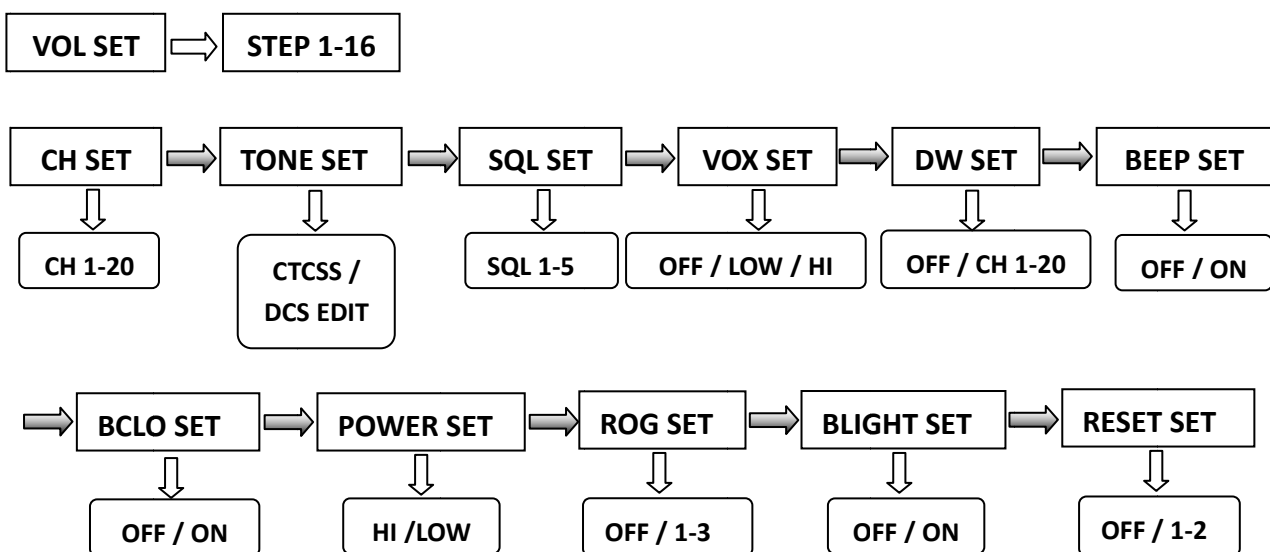 VOL SET
STEP 1-16
CH SET
TONE SET
SQL SET
VOX SET
DW SET
BEEP SET
CH 1-20
CTCSS /
DCS EDIT
SQL 1-5
OFF / LOW / HI
OFF / CH 1-20
OFF / ON
BCLO SET
POWER SET
ROG SET
BLIGHT SET
RESET SET
OFF / ON
HI /LOW
OFF / 1-3
OFF / ON
OFF / 1-2